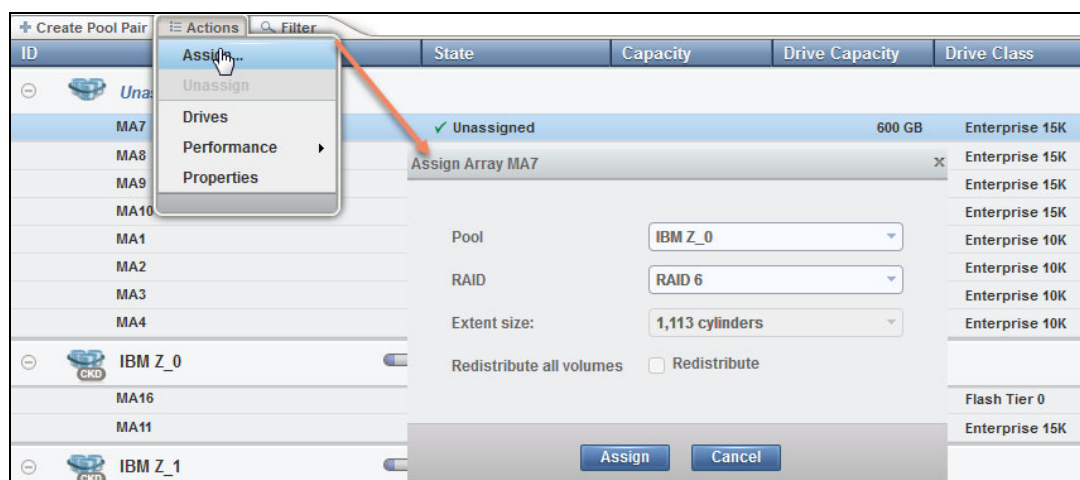 Create Pool Pair Actions Filter
ID State Capacity Drive Capacity Drive Class
Assign...
Unassign
Drives
Performance
Properties
MA7 Unassigned 600 GB Enterprise 15K
Assign Array MA7 x
MA8 Enterprise 15K
MA9 Enterprise 15K
MA10 Enterprise 15K
MA1 Enterprise 10K
MA2 Enterprise 10K
MA3 Enterprise 10K
MA4 Enterprise 10K
Pool IBM Z_0
RAID RAID 6
Extent size: 1,113 cylinders
Redistribute all volumes Redistribute
Assign Cancel
CKD IBM Z_0
MA16 Flash Tier 0
MA11 Enterprise 15K
CKD IBM Z_1